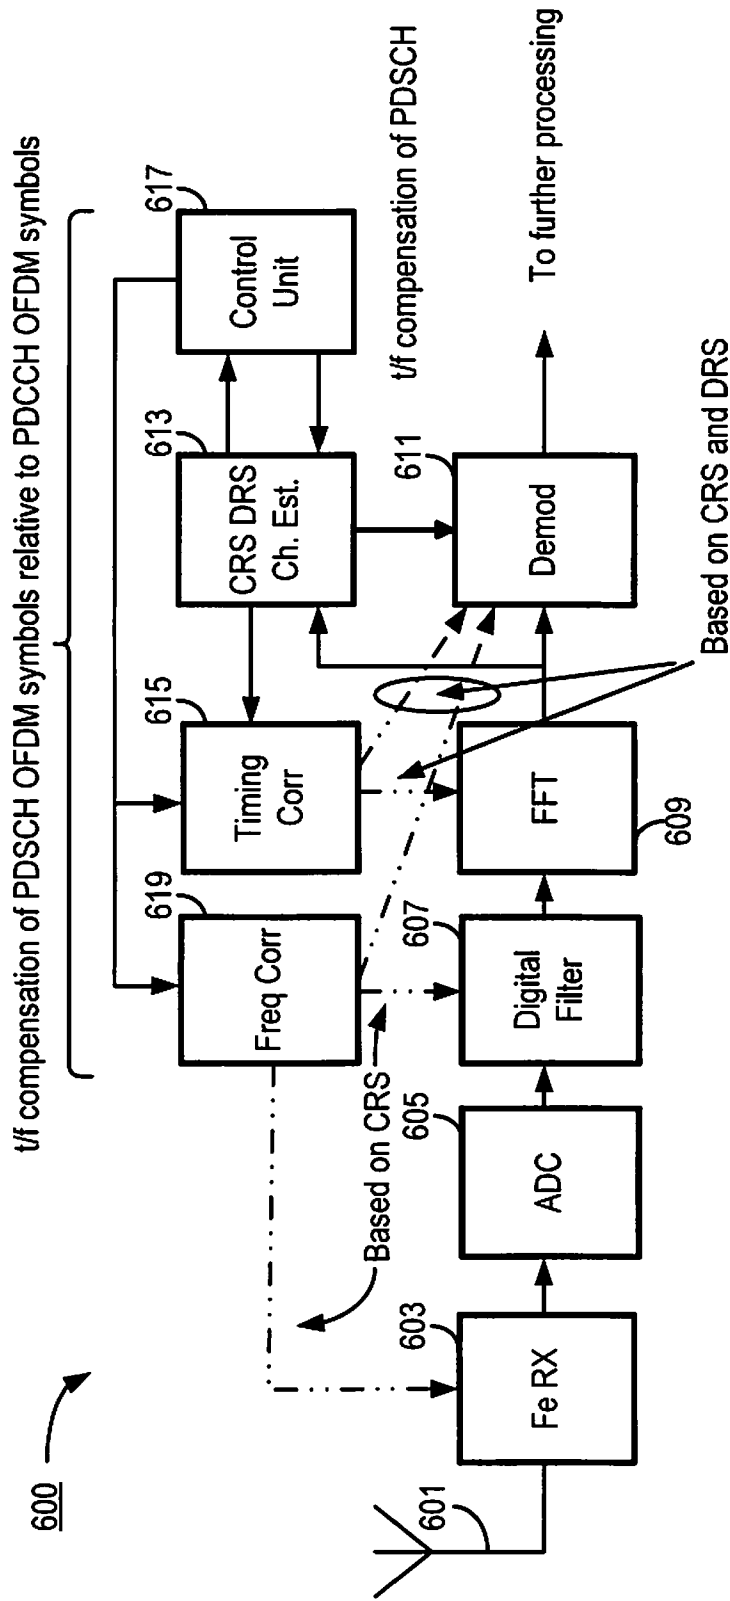 t/f compensation of PDSCH OFDM symbols relative to PDCCH OFDM symbols
600
619
Freq Corr
615
Timing
Corr
613
CRS DRS
Ch. Est.
617
Control
Unit
t/f compensation of PDSCH
Based on CRS
601
603
Fe RX
605
ADC
607
Digital
Filter
FFT
609
611
Demod
To further processing
Based on CRS and DRS